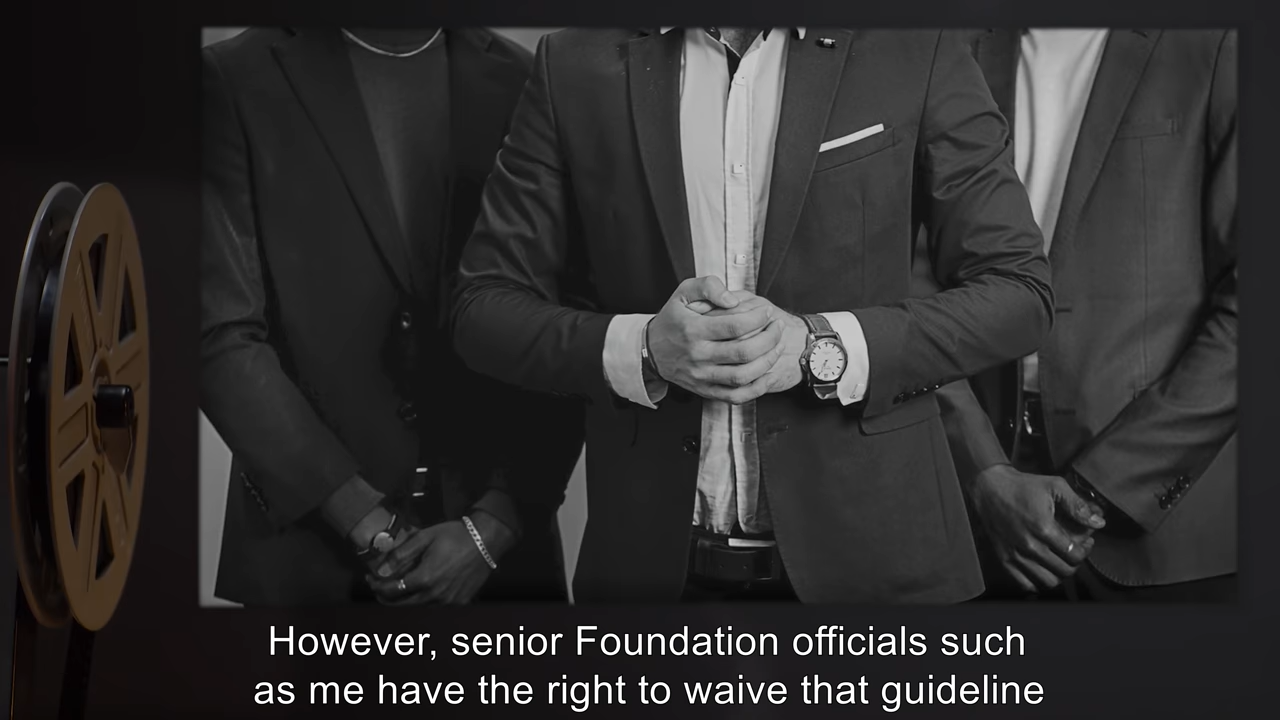 However, senior Foundation officials such
as me have the right to waive that guideline